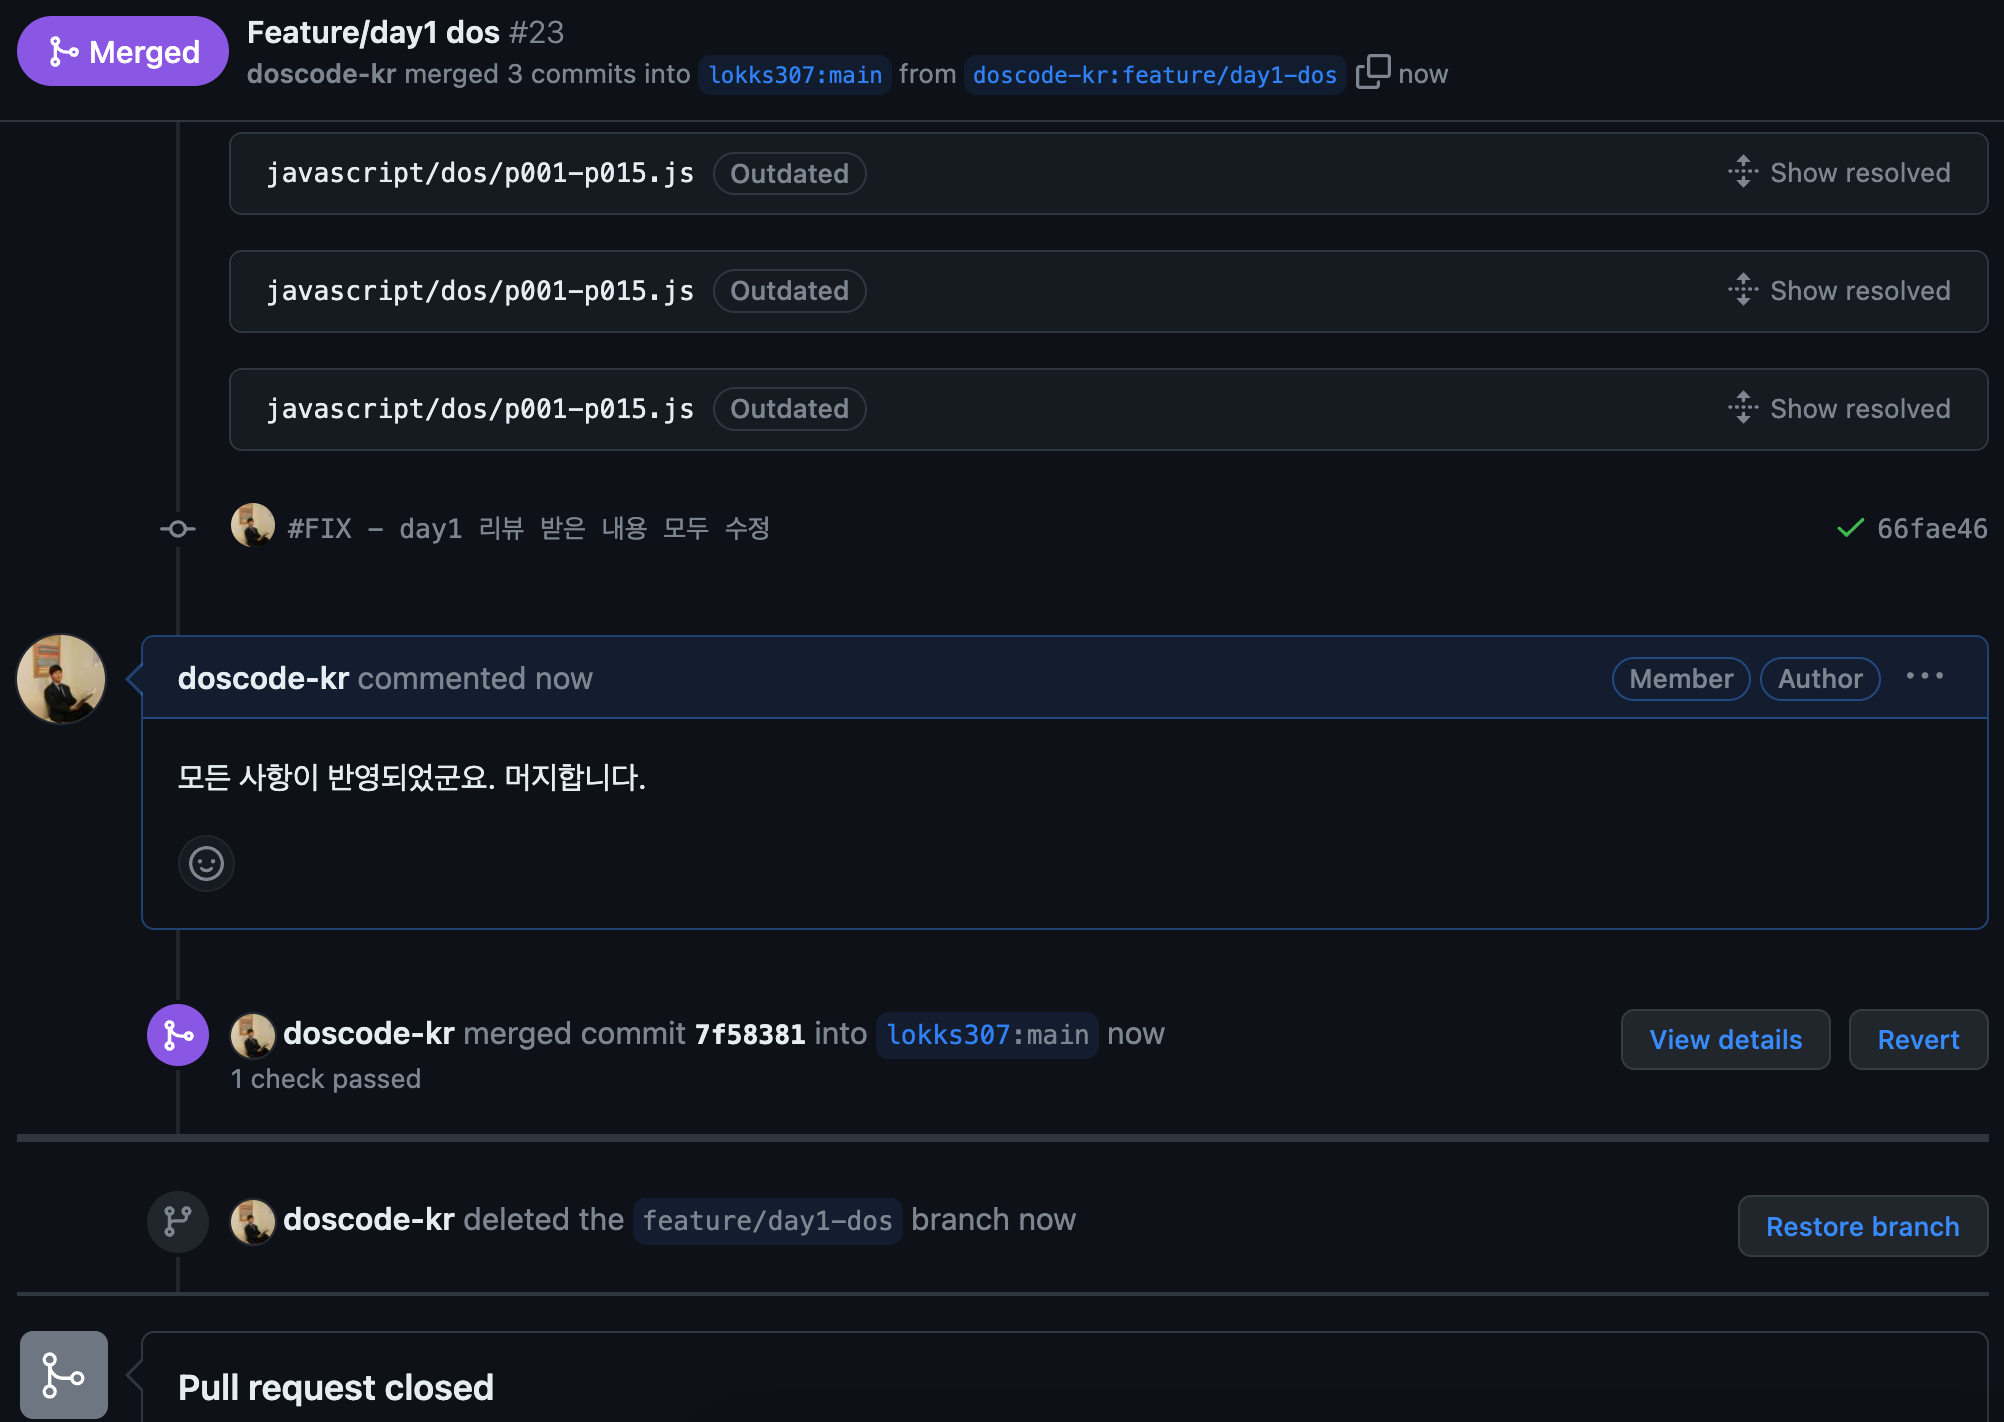 Merged
Feature/day1 dos #23
doscode-kr merged 3 commits into lokks307:main from doscode-kr:feature/day1-dos now
javascript/dos/p001-p015.js Outdated Show resolved
javascript/dos/p001-p015.js Outdated Show resolved
javascript/dos/p001-p015.js Outdated Show resolved
#FIX - day1 리뷰 받은 내용 모두 수정 66fae46
doscode-kr commented now Member Author
모든 사항이 반영되었군요. 머지합니다.
doscode-kr merged commit 7f58381 into lokks307:main now
View details Revert
1 check passed
doscode-kr deleted the feature/day1-dos branch now
Restore branch
Pull request closed